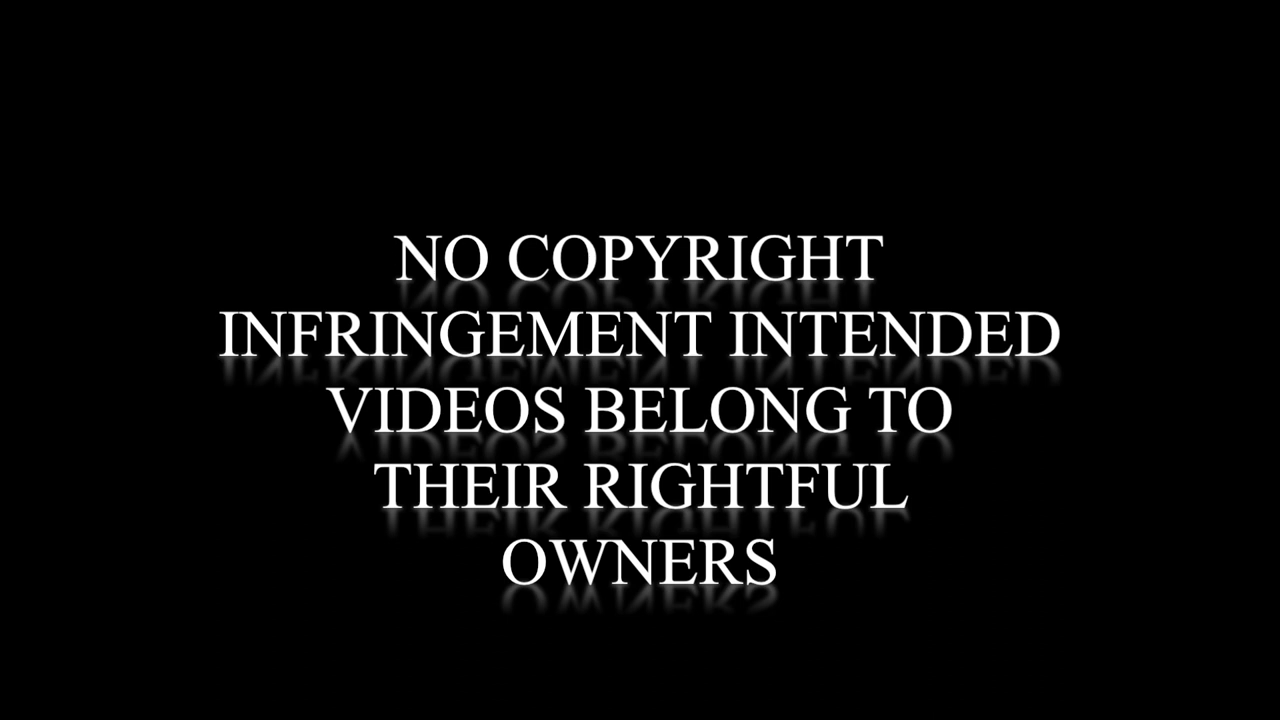 NO COPYRIGHT
INFRINGEMENT INTENDED
VIDEOS BELONG TO
THEIR RIGHTFUL
OWNERS